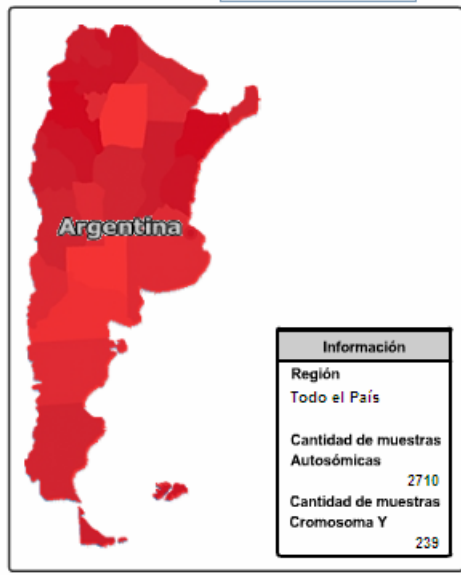 Argentina
Información
Región
Todo el País
Cantidad de muestras
Autosómicas
2710
Cantidad de muestras
Cromosoma Y
239